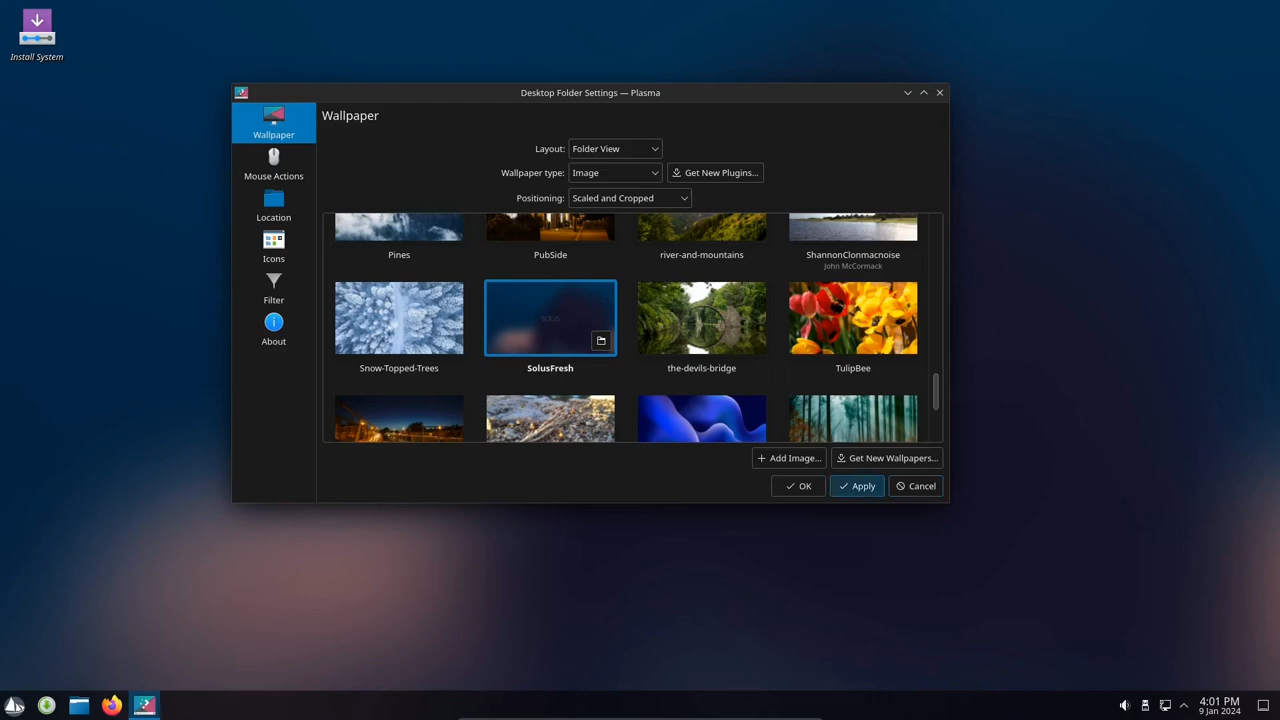 Install System
Desktop Folder Settings — Plasma
Wallpaper
Mouse Actions
Location
Icons
Filter
About
Wallpaper
Layout: Folder View
Wallpaper type: Image Get New Plugins...
Positioning: Scaled and Cropped
Pines PubSide river-and-mountains ShannonClonmacnoise
John McCormack
solus
Snow-Topped-Trees SolusFresh the-devils-bridge TulipBee
Add Image... Get New Wallpapers...
OK Apply Cancel
4:01 PM
9 Jan 2024